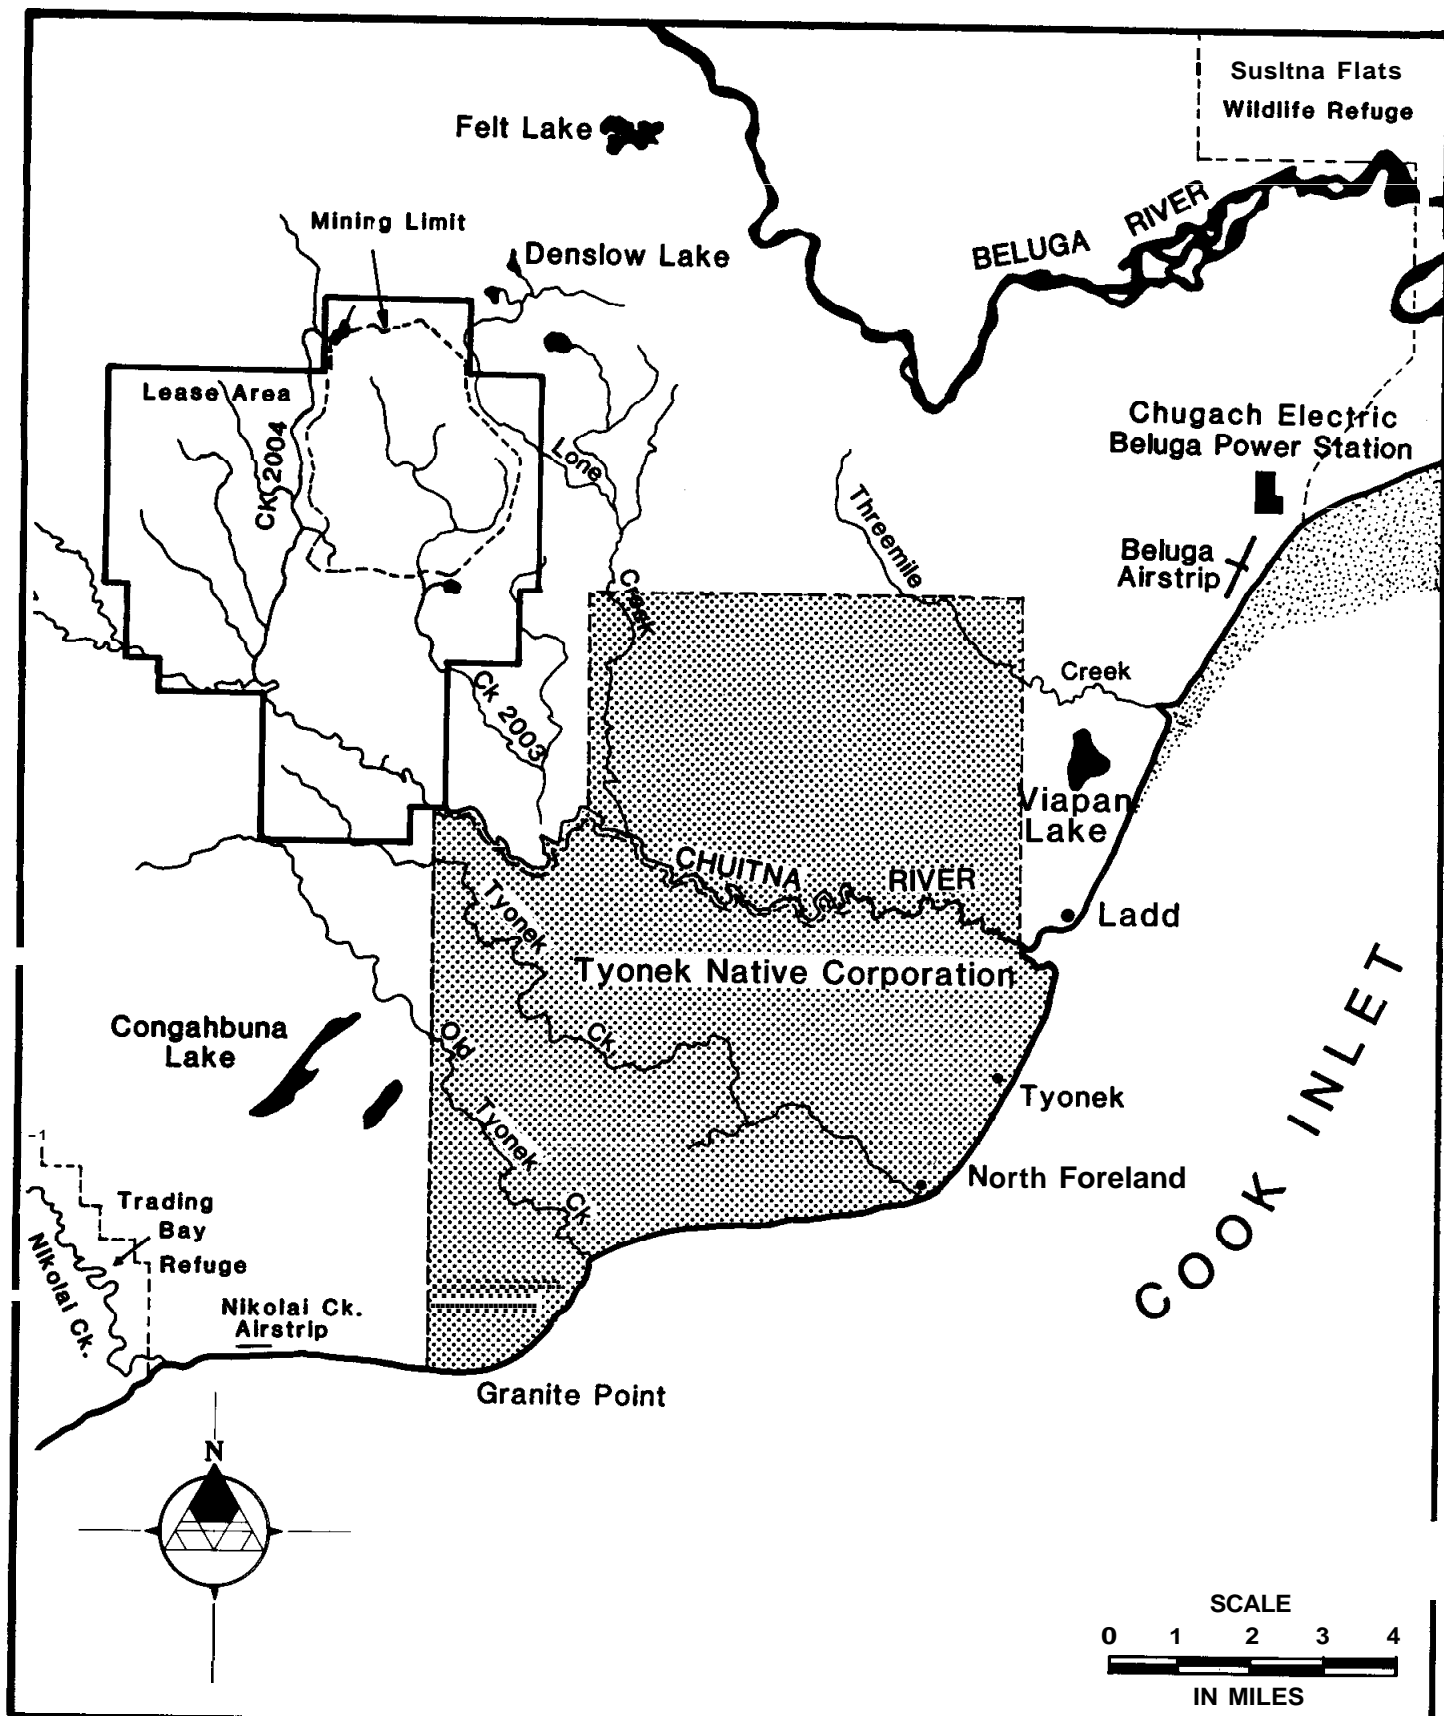 Susltna Flats
Wildlife Refuge
Felt Lake
Mining Limit
Denslow Lake
BELUGA RIVER
Lease Area
Ck 2004
Lone
Creek
Chugach Electric
Beluga Power Station
Threemile
Creek
Beluga
Airstrip
Ck 2003
Viapan
Lake
CHUITNA RIVER
Ladd
Tyonek
Ck
Tyonek Native Corporation
Congahbuna
Lake
Old
Tyonek
Ck
Tyonek
North Foreland
COOK INLET
-1
Trading
Bay
Refuge
Nikolai Ck.
Nikolai Ck.
Airstrip
Granite Point
N
SCALE
0 1 2 3 4
IN MILES